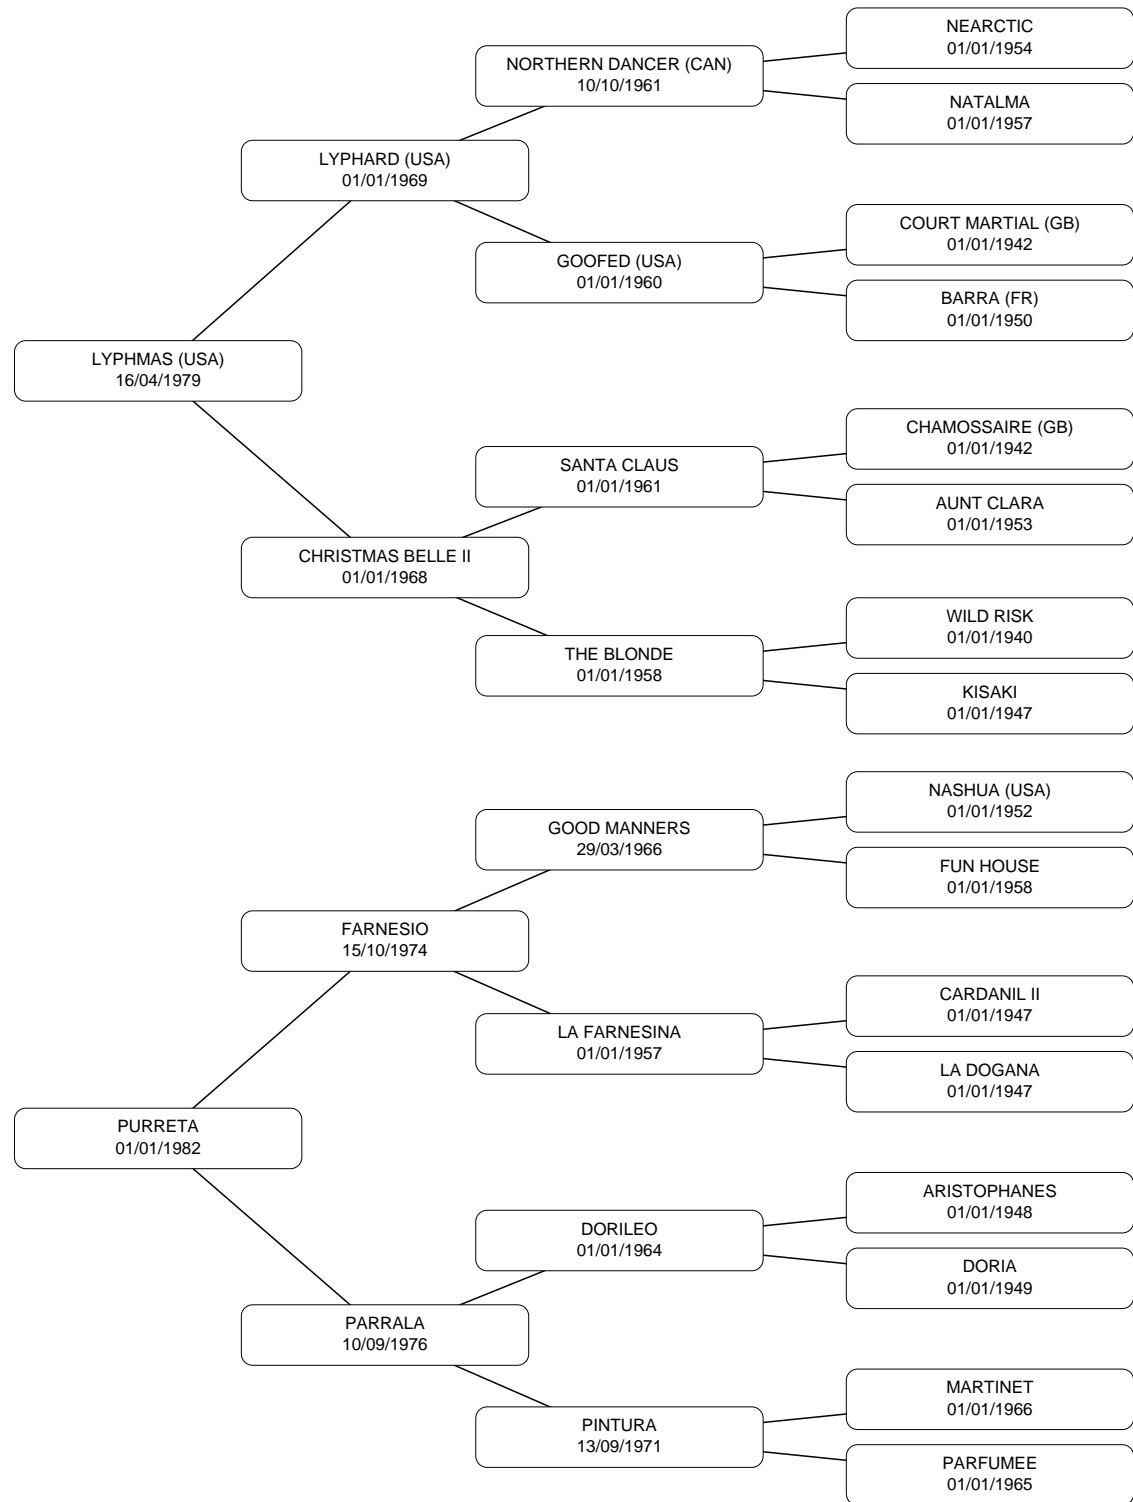 NEARCTIC
01/01/1954
NORTHERN DANCER (CAN)
10/10/1961
NATALMA
01/01/1957
LYPHARD (USA)
01/01/1969
COURT MARTIAL (GB)
01/01/1942
GOOFED (USA)
01/01/1960
BARRA (FR)
01/01/1950
LYPHMAS (USA)
16/04/1979
CHAMOSSAIRE (GB)
01/01/1942
SANTA CLAUS
01/01/1961
AUNT CLARA
01/01/1953
CHRISTMAS BELLE II
01/01/1968
WILD RISK
01/01/1940
THE BLONDE
01/01/1958
KISAKI
01/01/1947
NASHUA (USA)
01/01/1952
GOOD MANNERS
29/03/1966
FUN HOUSE
01/01/1958
FARNESIO
15/10/1974
CARDANIL II
01/01/1947
LA FARNESINA
01/01/1957
LA DOGANA
01/01/1947
PURRETA
01/01/1982
ARISTOPHANES
01/01/1948
DORILEO
01/01/1964
DORIA
01/01/1949
PARRALA
10/09/1976
MARTINET
01/01/1966
PINTURA
13/09/1971
PARFUMEE
01/01/1965